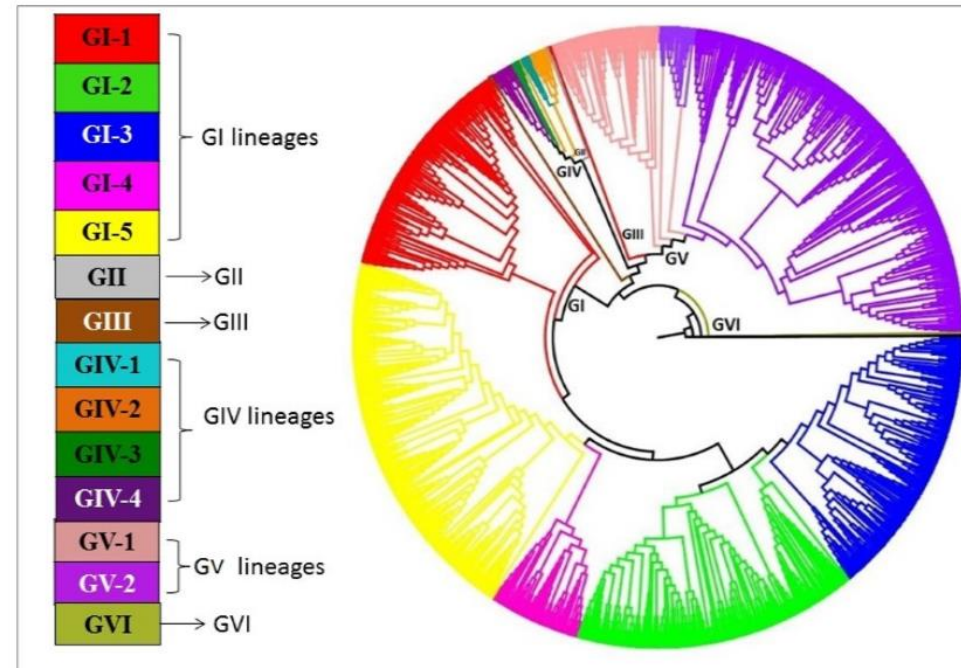 GI-1
GI-2
GI-3
GI-4
GI-5
GI lineages
GII
GII
GIII
GIII
GIV-1
GIV-2
GIV-3
GIV-4
GIV lineages
GV-1
GV-2
GV lineages
GVI
GVI
GIV
GII
GIII
GV
GI
GVI